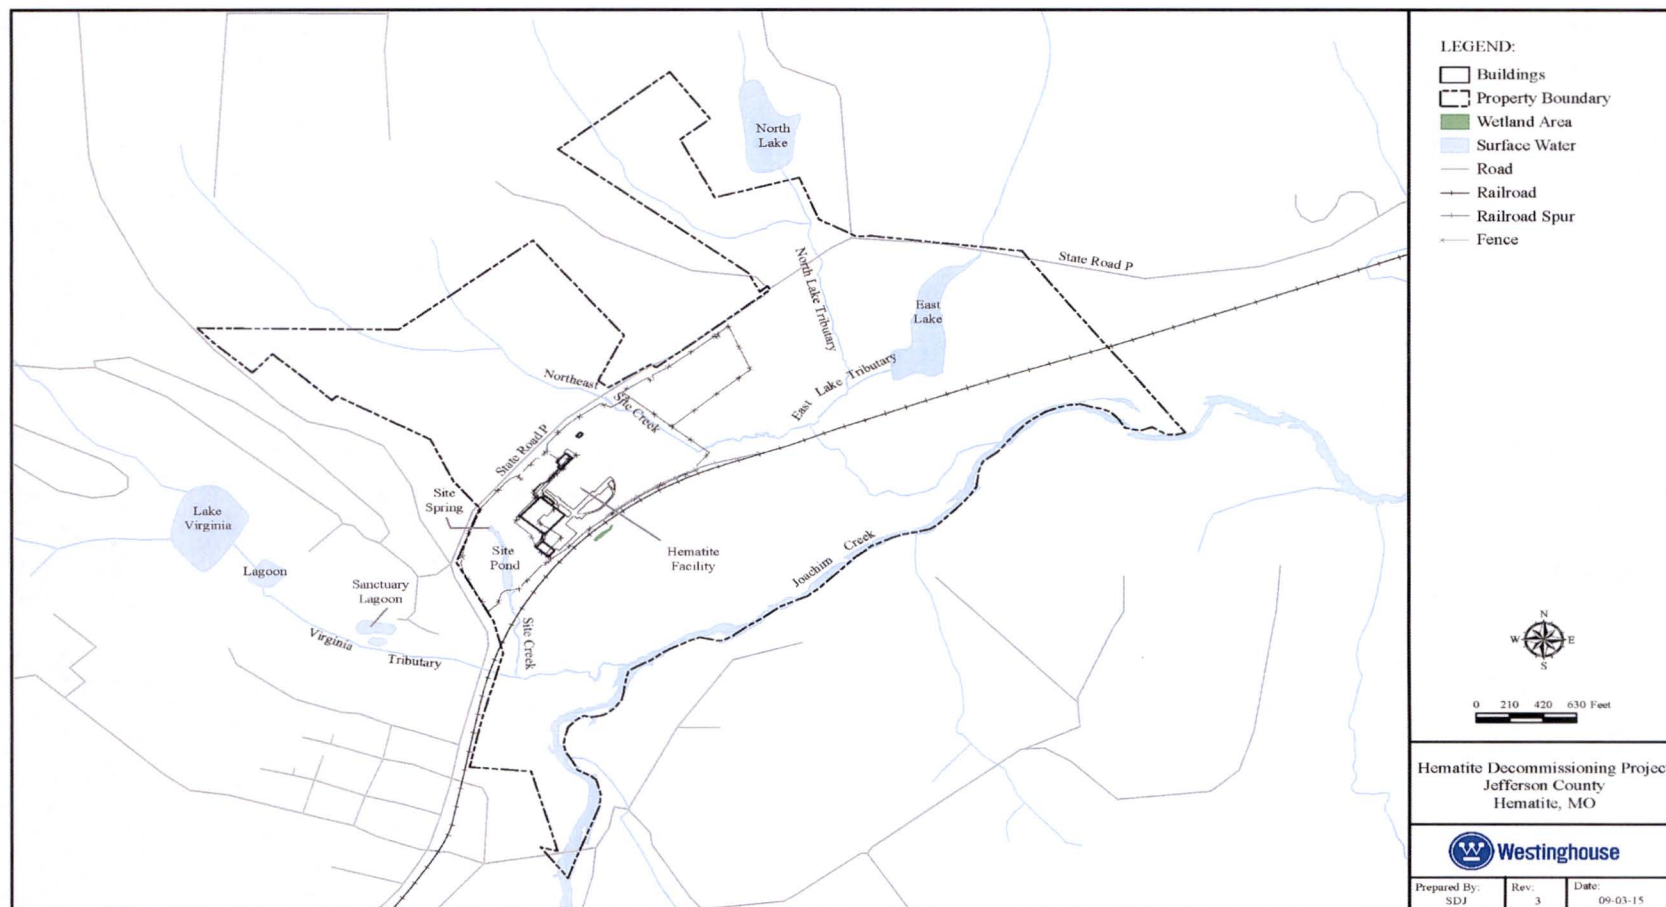 North
Lake
State Road P
North Lake Tributary
East
Lake
East Lake Tributary
Northeast
Site Creek
State Road P
Site
Spring
Lake
Virginia
Lagoon
Site
Pond
Hematite
Facility
Joachim Creek
Sanctuary
Lagoon
Virginia Tributary
Site Creek
LEGEND:
Buildings
Property Boundary
Wetland Area
Surface Water
Road
Railroad
Railroad Spur
Fence
N
W E
S
0 210 420 630 Feet
Hematite Decommissioning Projec
Jefferson County
Hematite, MO
W Westinghouse
Prepared By: Rev: Date:
SDJ 3 09-03-15